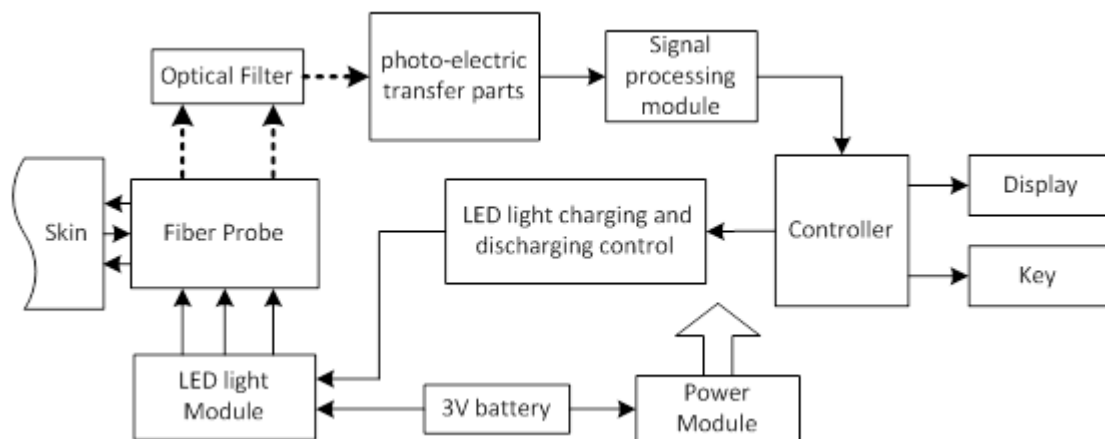 Optical Filter
photo-electric
transfer parts
Signal
processing
module
Skin
Fiber Probe
LED light charging and
discharging control
Controller
Display
Key
LED light
Module
3V battery
Power
Module